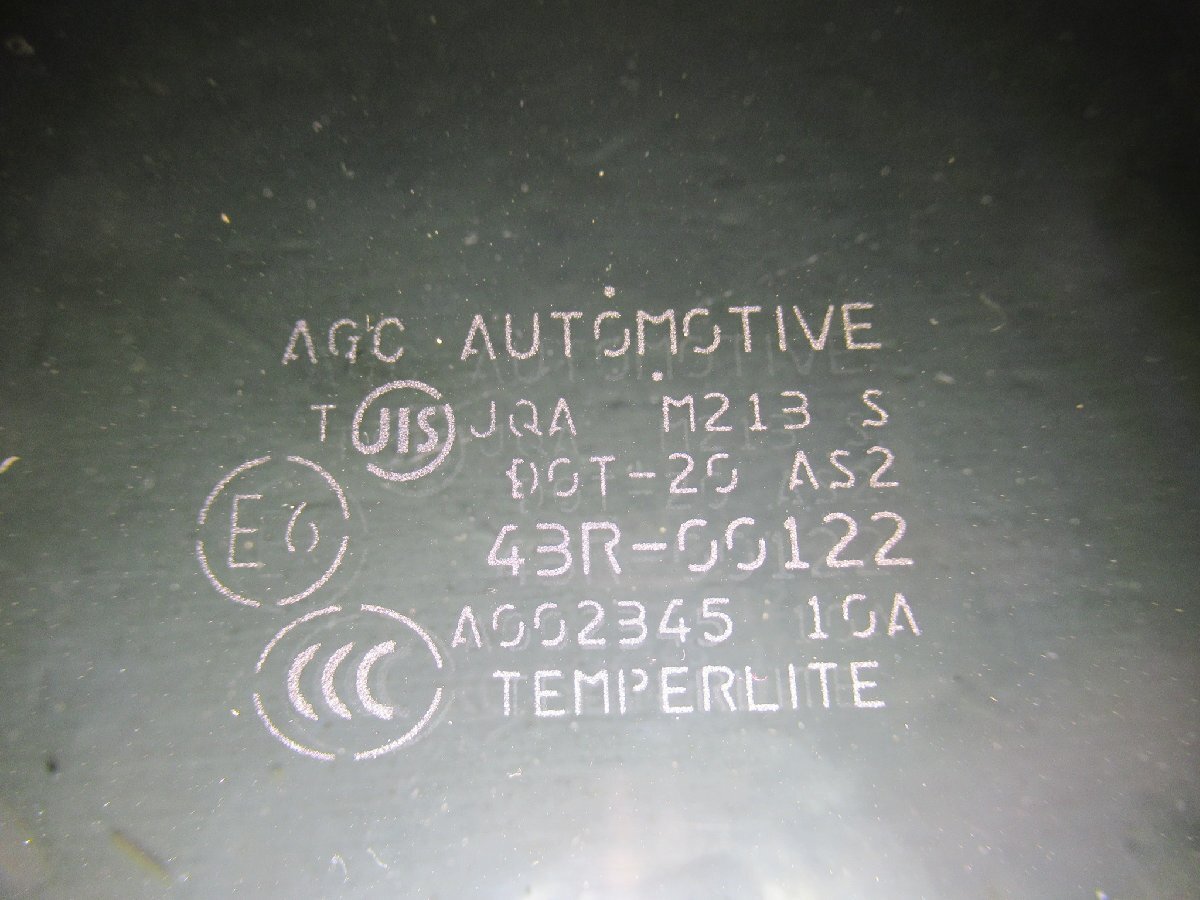 AGC AUTOMOTIVE
T JIS JQA M213 S
DOT-20 AS2
E6 43R-00122
CCC A002345 10A
TEMPERLITE